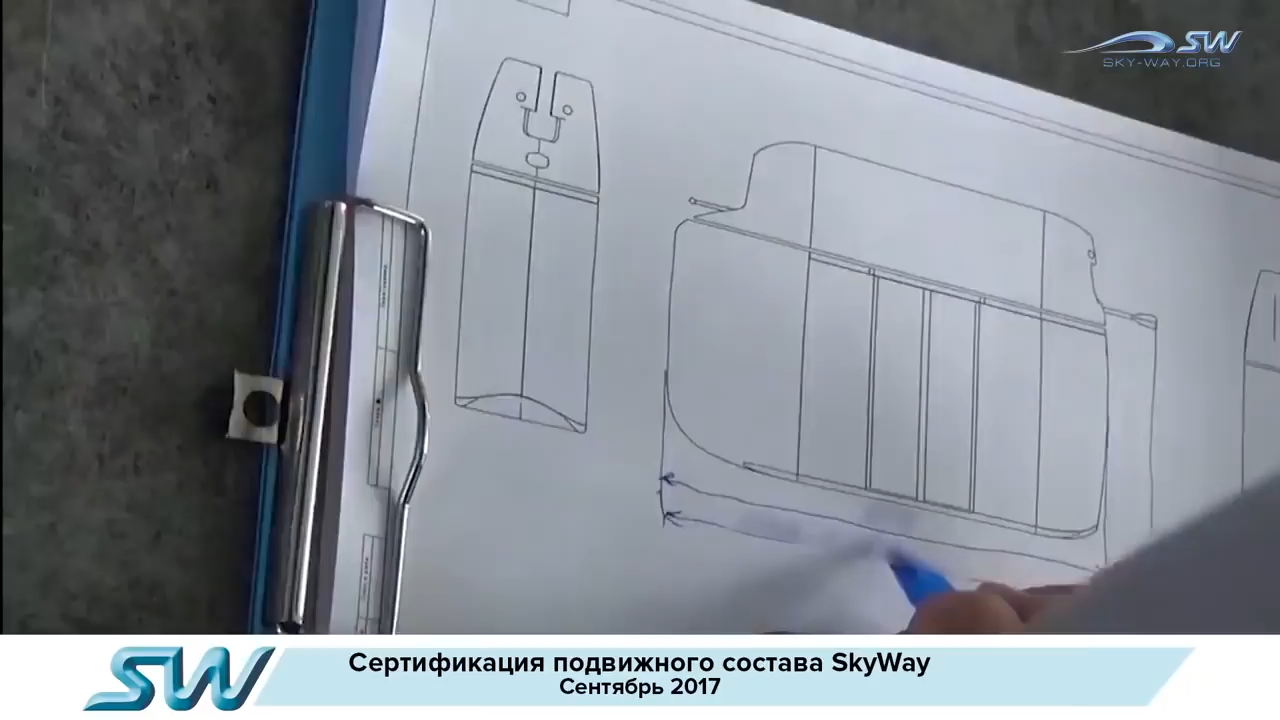 SW
SKY-WAY.ORG
SW
Сертификация подвижного состава SkyWay
Сентябрь 2017